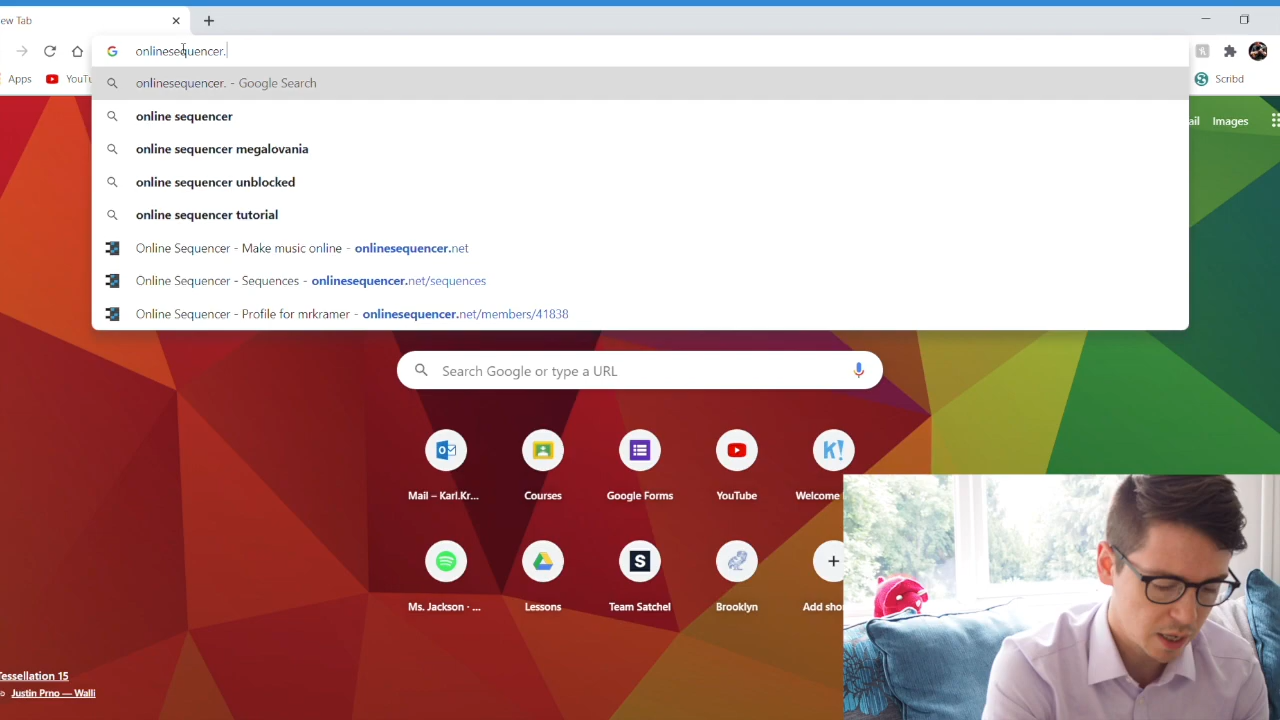 ew Tab
onlinesequencer.
onlinesequencer. - Google Search
online sequencer
online sequencer megalovania
online sequencer unblocked
online sequencer tutorial
Online Sequencer - Make music online - onlinesequencer.net
Online Sequencer - Sequences - onlinesequencer.net/sequences
Online Sequencer - Profile for mrkramer - onlinesequencer.net/members/41838
Apps
YouTu
Scribd
ail Images
Search Google or type a URL
Mail – Karl.Kr...
Courses
Google Forms
YouTube
Welcome
Ms. Jackson · ...
Lessons
Team Satchel
Brooklyn
Add sho
Tessellation 15
Justin Prno — Walli